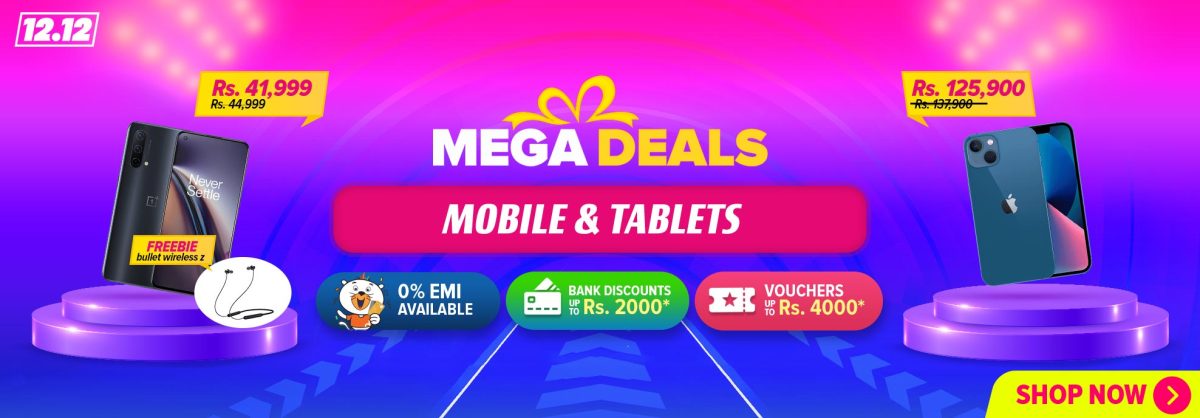 12.12
Rs. 41,999
Rs. 44,999
Never
Settle
FREEBIE
bullet wireless z
MEGA DEALS
MOBILE & TABLETS
0% EMI
AVAILABLE
BANK DISCOUNTS
UP TO Rs. 2000*
VOUCHERS
UP TO Rs. 4000*
Rs. 125,900
Rs. 137,900
SHOP NOW